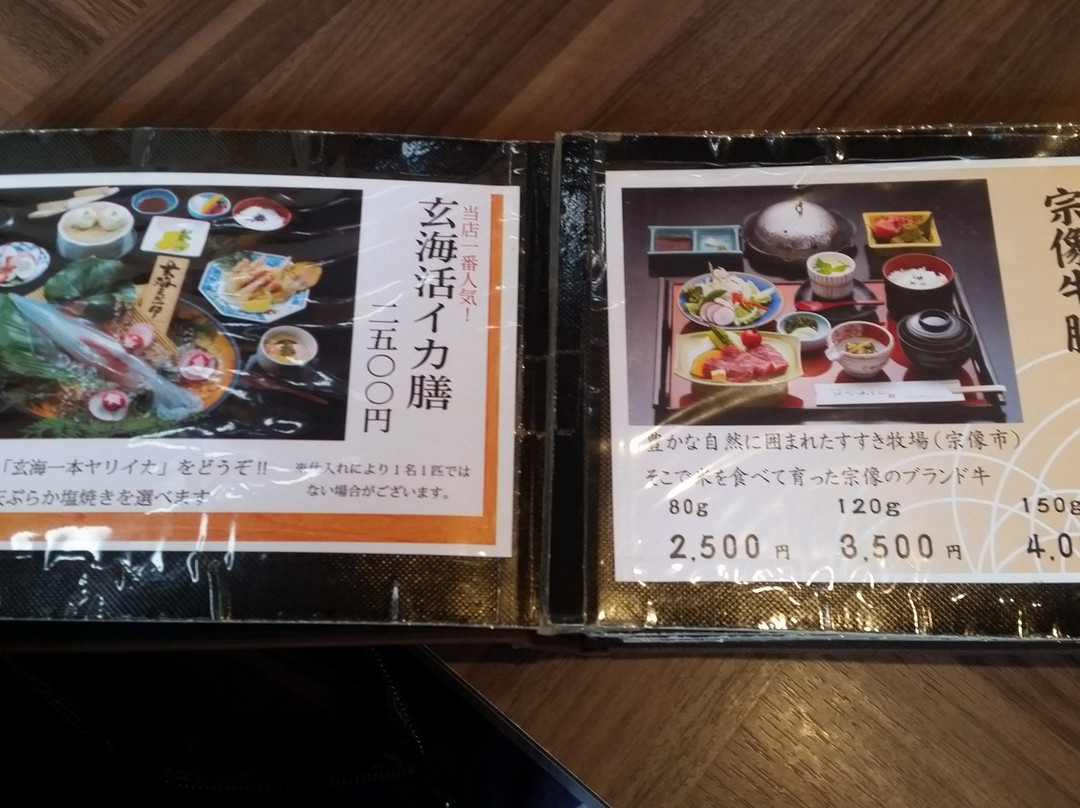 当店一番人気！
玄海活イカ膳
二五〇〇円
「玄海一本ヤリイカ」をどうぞ!!
天ぷらか塩焼きを選べます
※仕入れにより1名1匹では
ない場合がございます。
宗像牛膳
豊かな自然に囲まれたすすき牧場(宗像市)
そこで米を食べて育った宗像のブランド牛
80g 120g 150g
2,500円 3,500円 4,0